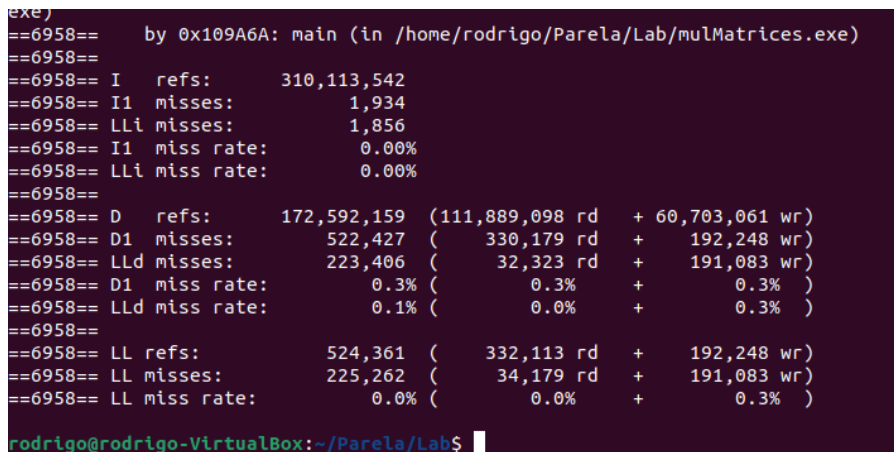 exe)
==6958==    by 0x109A6A: main (in /home/rodrigo/Parela/Lab/mulMatrices.exe)
==6958==
==6958== I   refs:      310,113,542
==6958== I1  misses:          1,934
==6958== LLi misses:          1,856
==6958== I1  miss rate:        0.00%
==6958== LLi miss rate:        0.00%
==6958==
==6958== D   refs:      172,592,159  (111,889,098 rd   + 60,703,061 wr)
==6958== D1  misses:        522,427  (    330,179 rd   +    192,248 wr)
==6958== LLd misses:        223,406  (     32,323 rd   +    191,083 wr)
==6958== D1  miss rate:         0.3% (        0.3%     +        0.3%  )
==6958== LLd miss rate:         0.1% (        0.0%     +        0.3%  )
==6958==
==6958== LL refs:           524,361  (    332,113 rd   +    192,248 wr)
==6958== LL misses:         225,262  (     34,179 rd   +    191,083 wr)
==6958== LL miss rate:          0.0% (        0.0%     +        0.3%  )
rodrigo@rodrigo-VirtualBox:~/Parela/Lab$